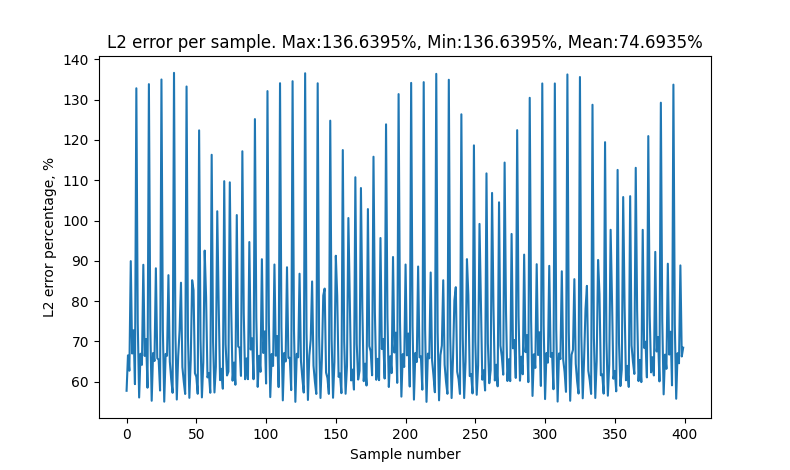 L2 error per sample. Max:136.6395%, Min:136.6395%, Mean:74.6935%
140
130
120
110
100
90
80
70
60
L2 error percentage, %
0 50 100 150 200 250 300 350 400
Sample number